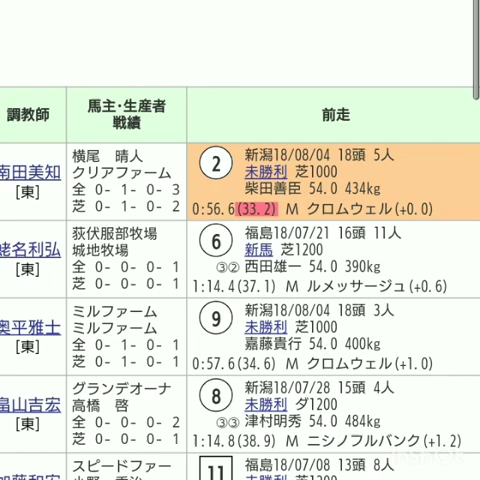 調教師 馬主・生産者 戦績 前走
南田美知 [東]
横尾 晴人
クリアファーム
全 0- 1- 0- 3
芝 0- 1- 0- 2
2 新潟18/08/04 18頭 5人
未勝利 芝1000
柴田善臣 54.0 434kg
0:56.6(33.2) M クロムウェル(+0.0)
蛯名利弘 [東]
荻伏服部牧場
城地牧場
全 0- 0- 0- 1
芝 0- 0- 0- 1
6 福島18/07/21 16頭 11人
新馬 芝1200
③② 西田雄一 54.0 390kg
1:14.4(37.1) M ルメッサージュ(+0.6)
奥平雅士 [東]
ミルファーム
ミルファーム
全 0- 1- 0- 1
芝 0- 1- 0- 1
9 新潟18/08/04 18頭 3人
未勝利 芝1000
嘉藤貴行 54.0 400kg
0:57.6(34.6) M クロムウェル(+1.0)
畠山吉宏 [東]
グランデオーナ
高橋 啓
全 0- 0- 0- 2
芝 0- 0- 0- 1
8 新潟18/07/28 15頭 4人
未勝利 ダ1200
③③ 津村明秀 54.0 484kg
1:14.8(38.9) M ニシノフルバンク(+1.2)
スピードファー
11 福島18/07/08 13頭 8人